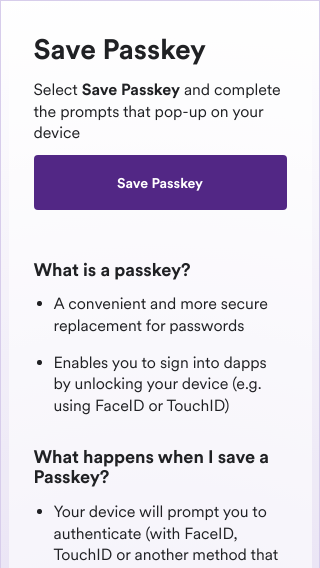 Save Passkey
Select Save Passkey and complete
the prompts that pop-up on your
device
Save Passkey
What is a passkey?
• A convenient and more secure
replacement for passwords
• Enables you to sign into dapps
by unlocking your device (e.g.
using FaceID or TouchID)
What happens when I save a
Passkey?
• Your device will prompt you to
authenticate (with FaceID,
TouchID or another method that